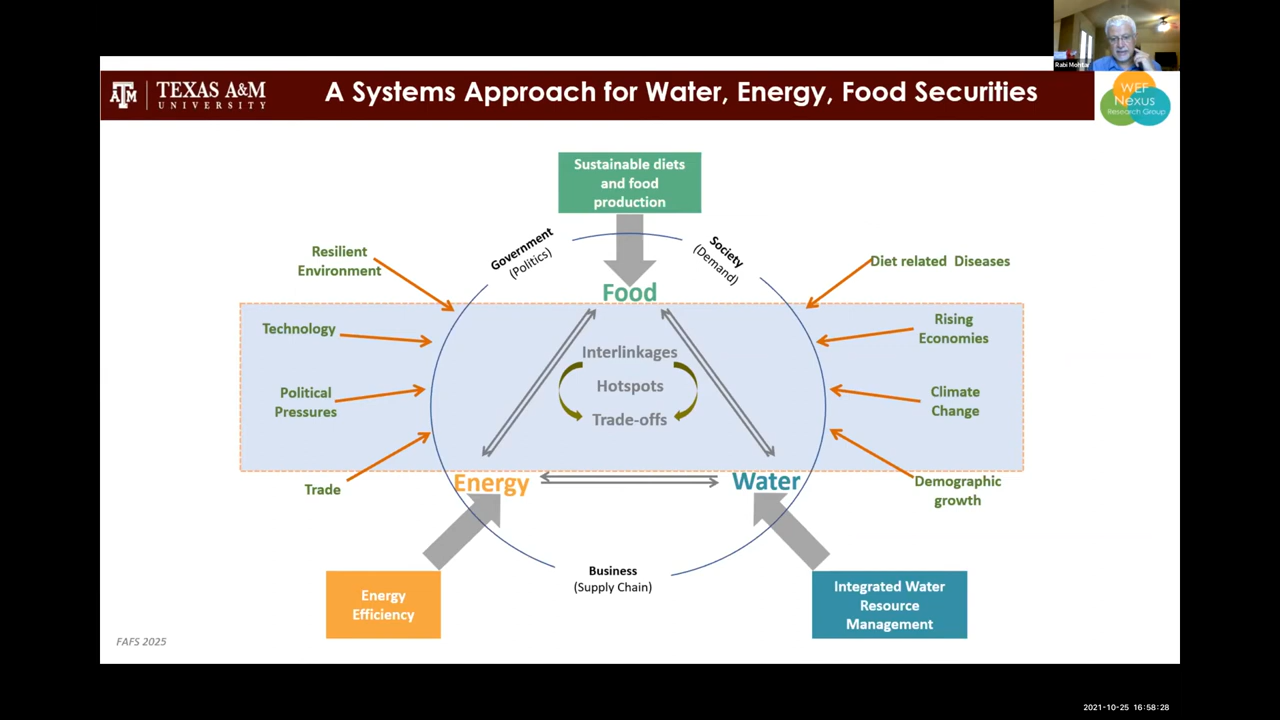 Rabi Mohtar
ATM
TEXAS A&M
UNIVERSITY
A Systems Approach for Water, Energy, Food Securities
WEF
Nexus
Research Group
Sustainable diets
and food
production
Government
(Politics)
Society
(Demand)
Resilient
Environment
Diet related Diseases
Food
Technology
Rising
Economies
Interlinkages
Hotspots
Trade-offs
Political
Pressures
Climate
Change
Trade
Energy
Water
Demographic
growth
Business
(Supply Chain)
Energy
Efficiency
Integrated Water
Resource
Management
FAFS 2025
2021-10-25 16:58:28